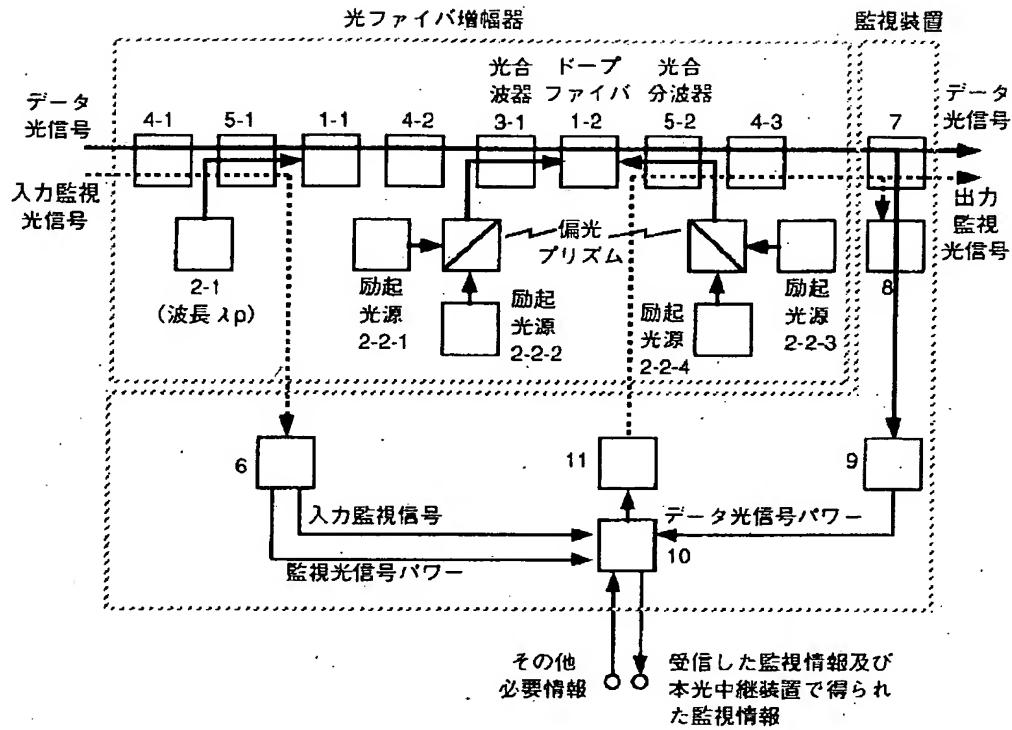 光ファイバ増幅器
監視装置
光合
波器
ドープ
ファイバ
光合
分波器
データ
光信号
4-1
5-1
1-1
4-2
3-1
1-2
5-2
4-3
7
データ
光信号
入力監視
光信号
出力
監視
光信号
2-1
(波長 λp)
偏光
プリズム
励起
光源
2-2-1
励起
光源
2-2-2
励起
光源
2-2-4
励起
光源
2-2-3
8
6
11
9
入力監視信号
データ光信号パワー
監視光信号パワー
10
その他
必要情報
受信した監視情報及び
本光中継装置で得られ
た監視情報